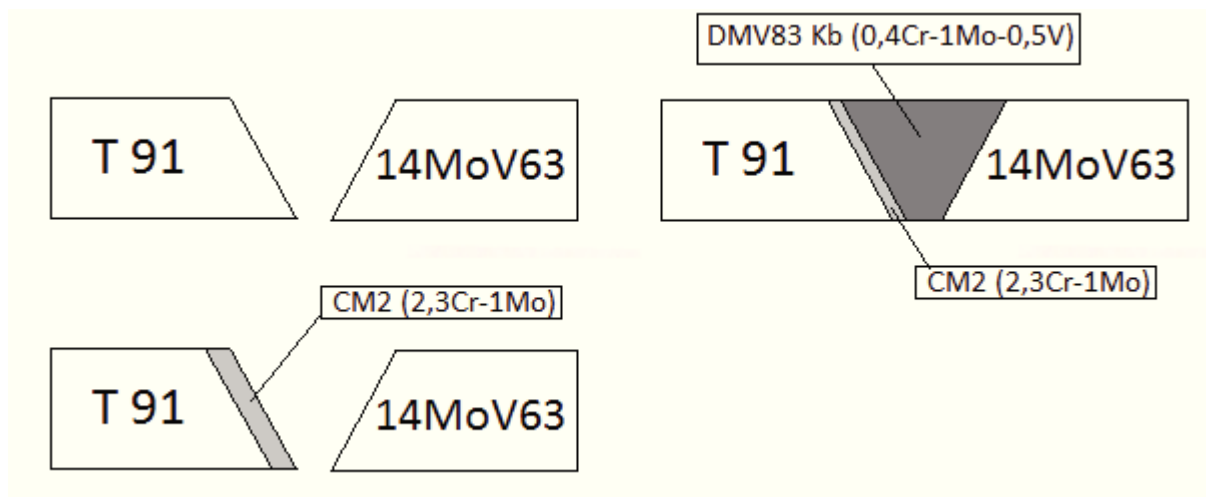 DMV83 Kb (0,4Cr-1Mo-0,5V)
T 91
14MoV63
T 91
14MoV63
CM2 (2,3Cr-1Mo)
CM2 (2,3Cr-1Mo)
T 91
14MoV63